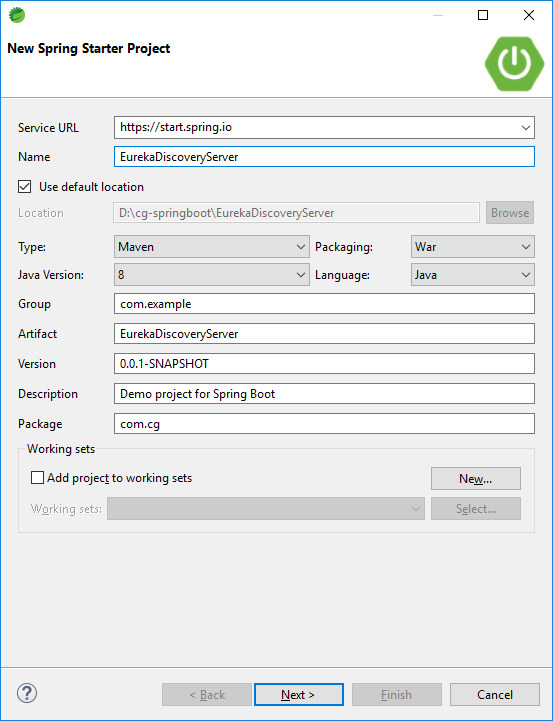 New Spring Starter Project
Service URL https://start.spring.io
Name EurekaDiscoveryServer
Use default location
Location D:\cg-springboot\EurekaDiscoveryServer Browse
Type: Maven Packaging: War
Java Version: 8 Language: Java
Group com.example
Artifact EurekaDiscoveryServer
Version 0.0.1-SNAPSHOT
Description Demo project for Spring Boot
Package com.cg
Working sets
Add project to working sets New...
Working sets: Select...
? < Back Next > Finish Cancel